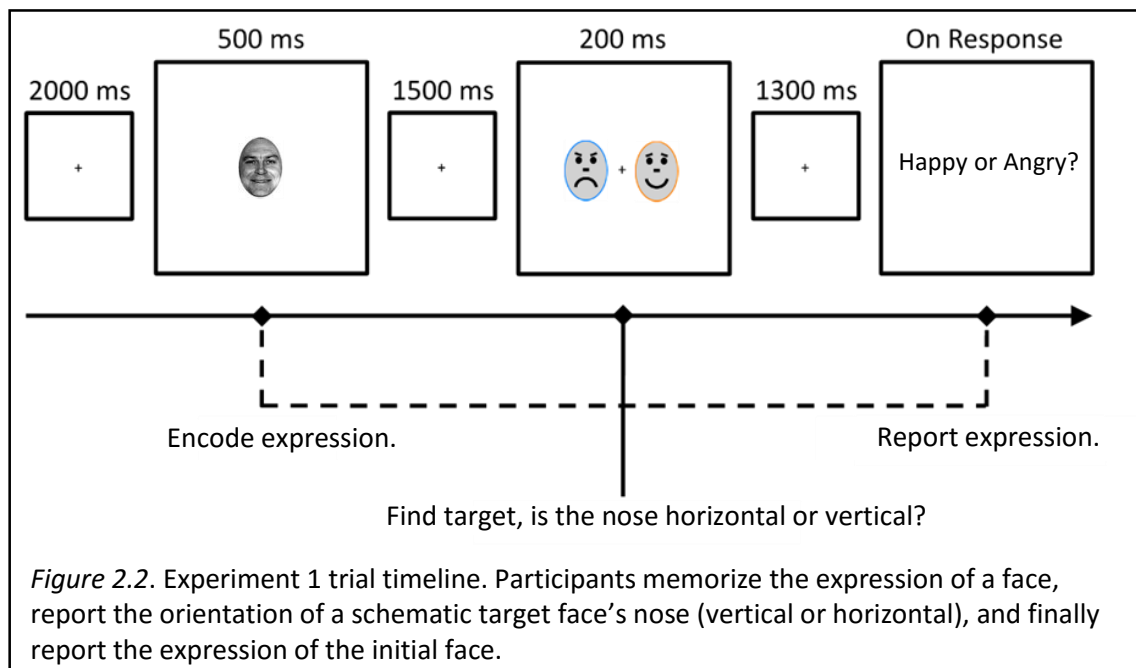 500 ms
200 ms
On Response
2000 ms
1500 ms
1300 ms
Happy or Angry?
Encode expression.
Report expression.
Find target, is the nose horizontal or vertical?
Figure 2.2. Experiment 1 trial timeline. Participants memorize the expression of a face,
report the orientation of a schematic target face’s nose (vertical or horizontal), and finally
report the expression of the initial face.